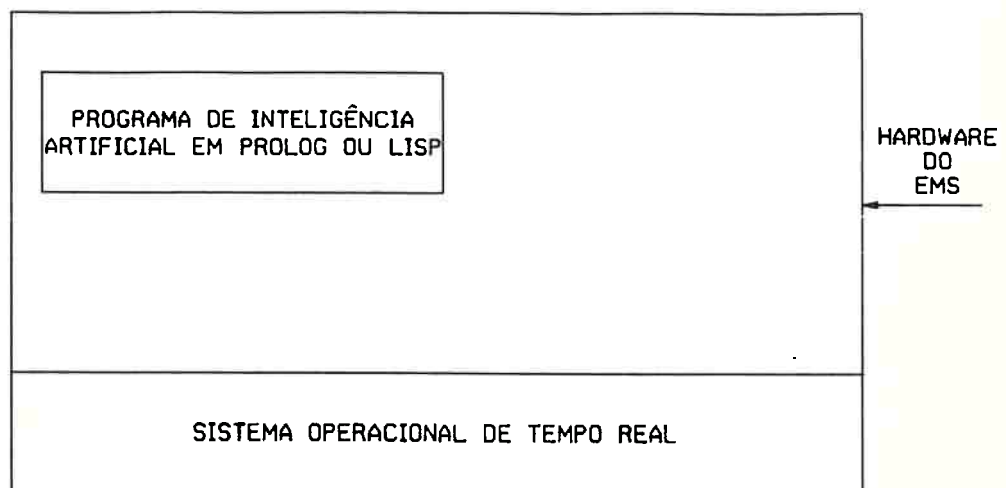 PROGRAMA DE INTELIGÊNCIA
ARTIFICIAL EM PROLOG OU LISP
HARDWARE
DO
EMS
SISTEMA OPERACIONAL DE TEMPO REAL